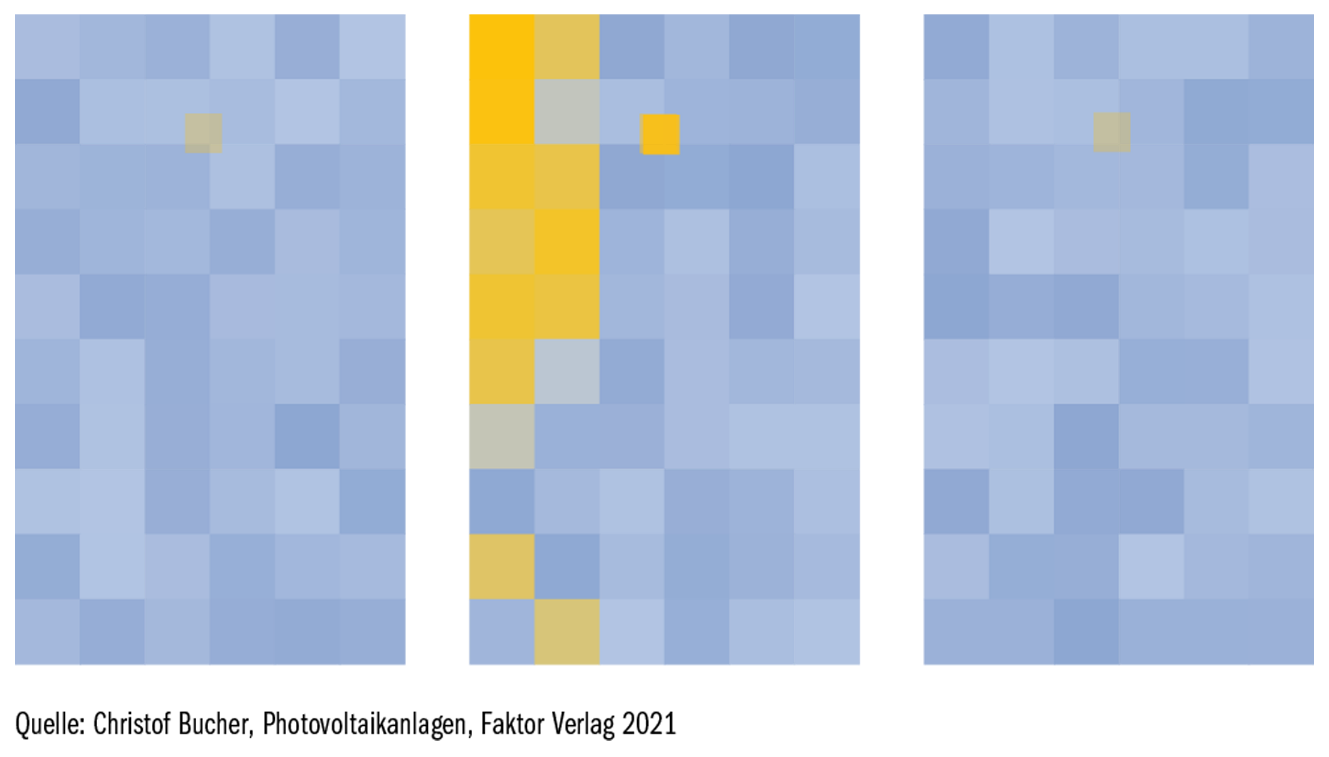 Quelle: Christof Bucher, Photovoltaikanlagen, Faktor Verlag 2021